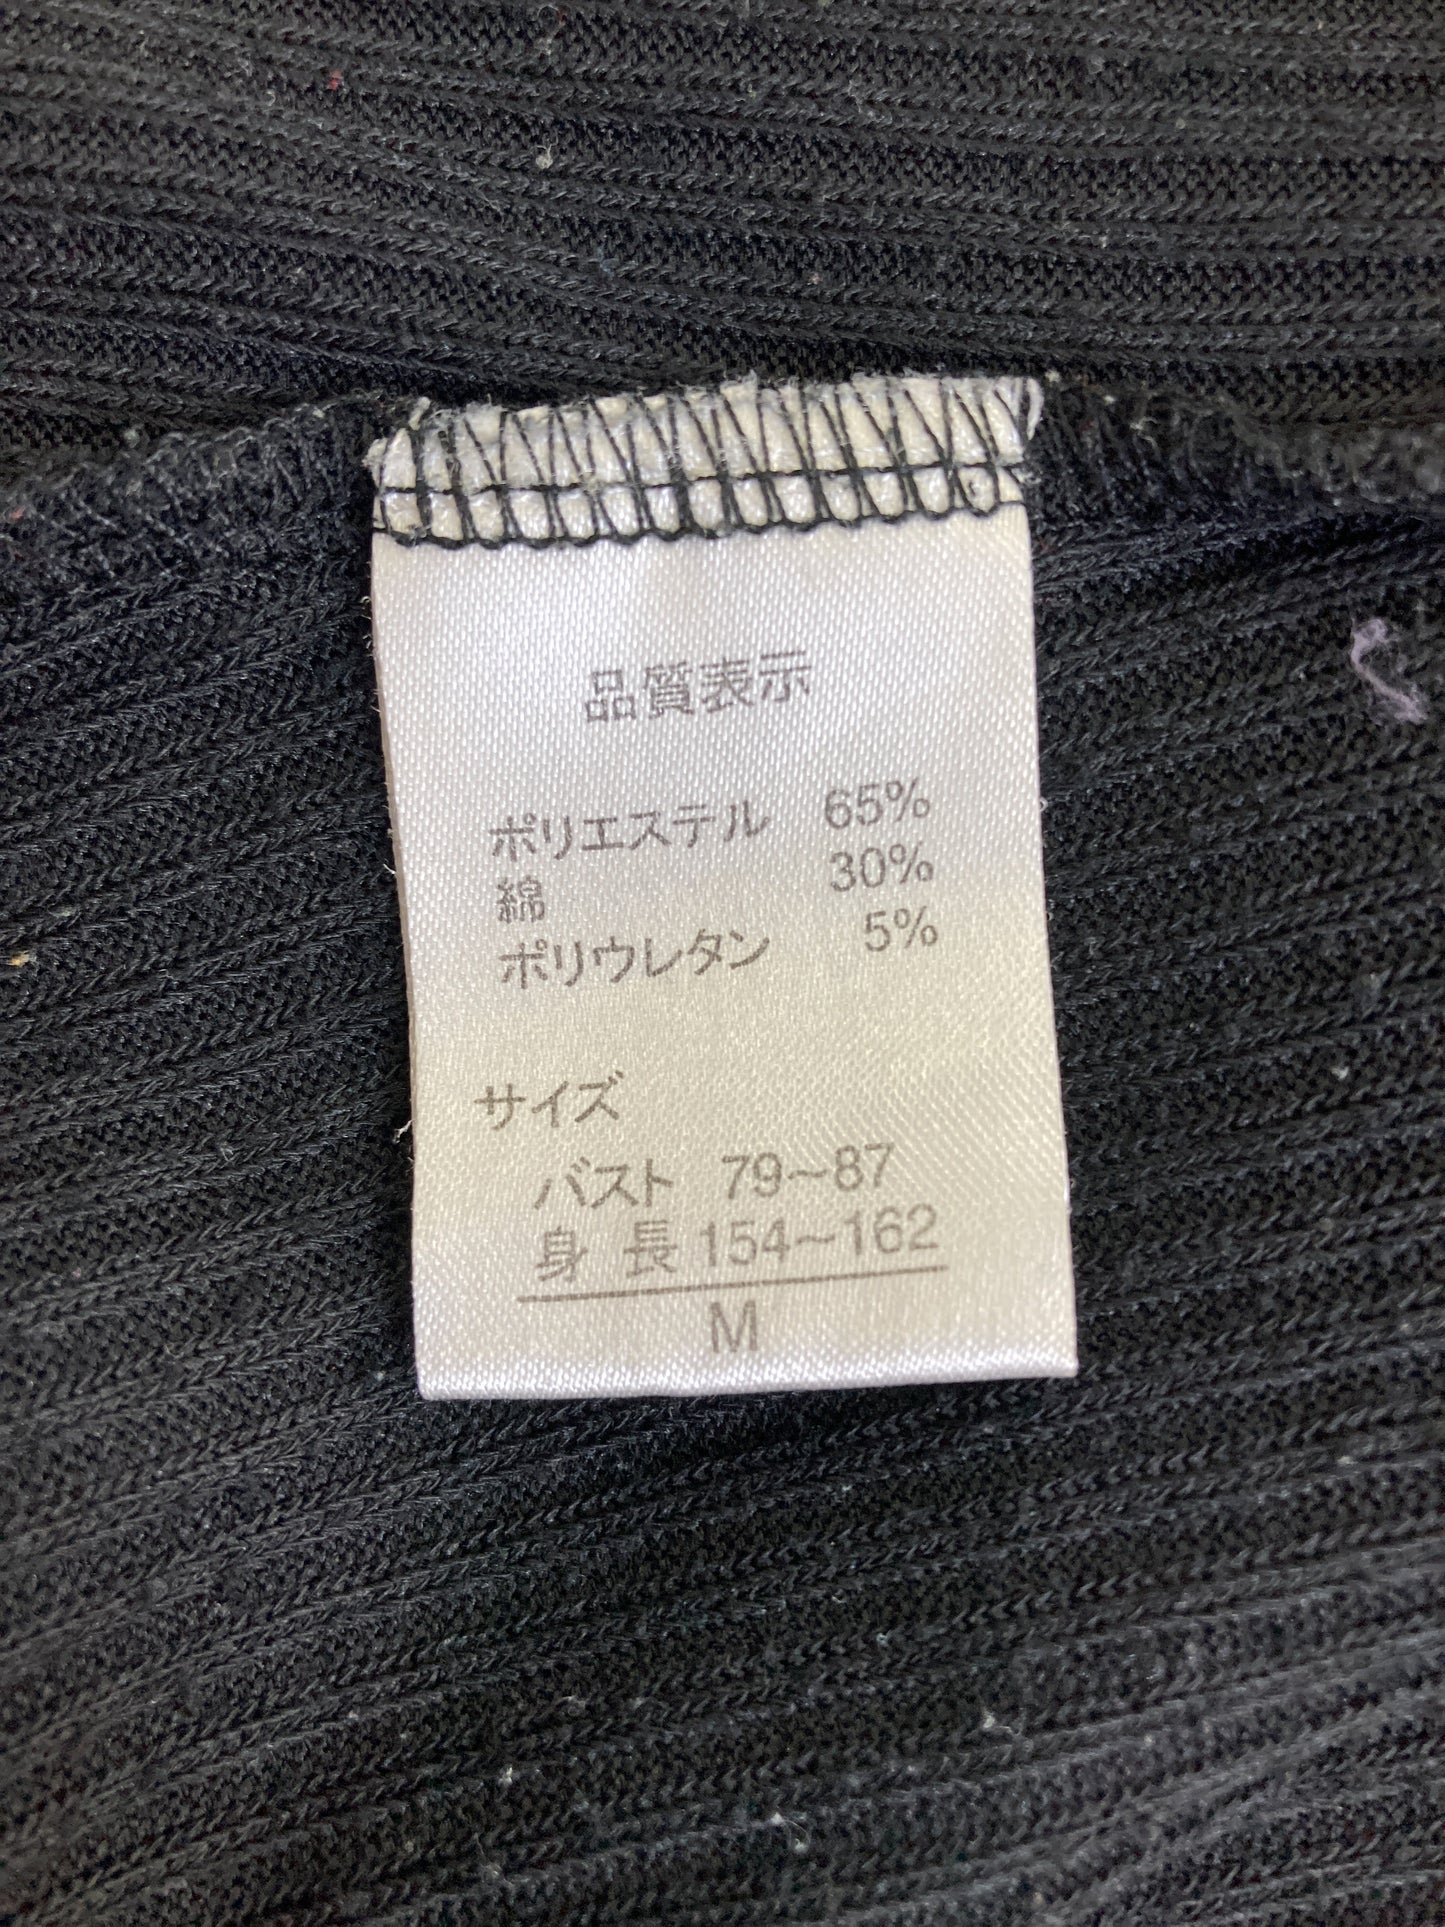 品質表示
ポリエステル 65%
綿 30%
ポリウレタン 5%
サイズ
バスト 79~87
身長 154~162
M